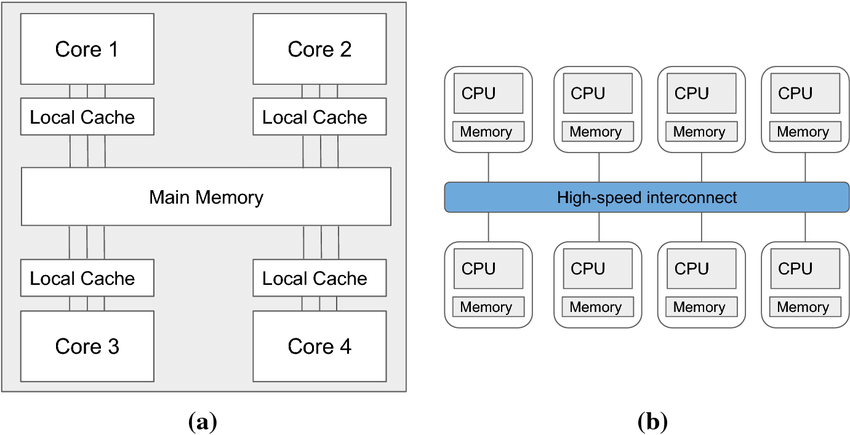 Core 1
Core 2
Local Cache
Local Cache
Main Memory
Local Cache
Local Cache
Core 3
Core 4
(a)
CPU
CPU
CPU
CPU
Memory
Memory
Memory
Memory
High-speed interconnect
CPU
CPU
CPU
CPU
Memory
Memory
Memory
Memory
(b)